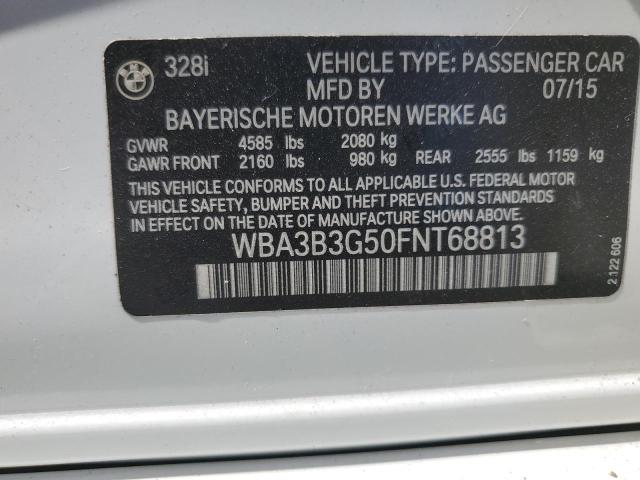 BMW
328i VEHICLE TYPE: PASSENGER CAR
MFD BY 07/15
BAYERISCHE MOTOREN WERKE AG
GVWR 4585 lbs 2080 kg
GAWR FRONT 2160 lbs 980 kg REAR 2555 lbs 1159 kg
THIS VEHICLE CONFORMS TO ALL APPLICABLE U.S. FEDERAL MOTOR
VEHICLE SAFETY, BUMPER AND THEFT PREVENTION STANDARDS
IN EFFECT ON THE DATE OF MANUFACTURE SHOWN ABOVE.
WBA3B3G50FNT68813
2.122 606